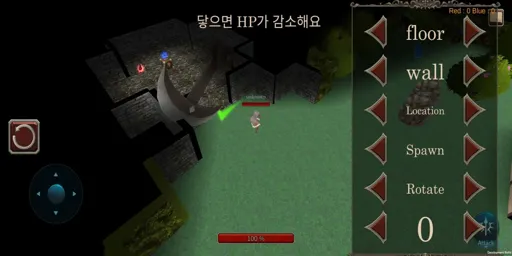 Red : 0 Blue : 0
닿으면 HP가 감소해요
floor
wall
Location
Spawn
Rotate
0
100 %
Attack